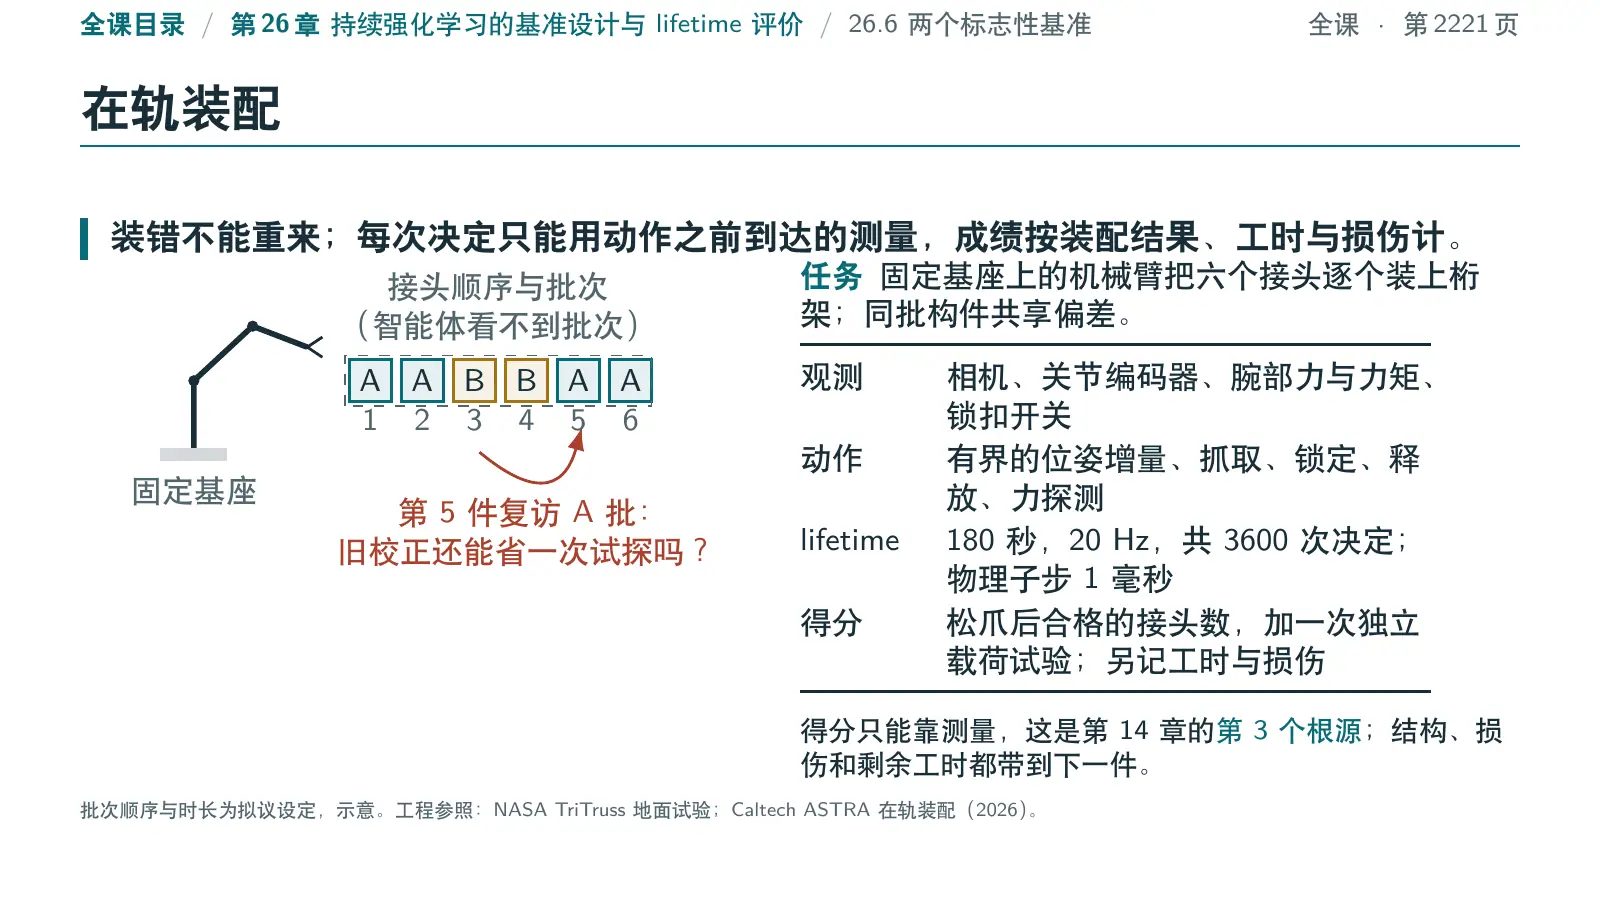 全课目录 / 第26章 持续强化学习的基准设计与 lifetime 评价 / 26.6 两个标志性基准
全课 · 第2221页
在轨装配
装错不能重来；每次决定只能用动作之前到达的测量，成绩按装配结果、工时与损伤计。
接头顺序与批次
（智能体看不到批次）
A A B B A A
1 2 3 4 5 6
固定基座
第 5 件复访 A 批：
旧校正还能省一次试探吗？
任务 固定基座上的机械臂把六个接头逐个装上桁
架；同批构件共享偏差。
观测 相机、关节编码器、腕部力与力矩、
锁扣开关
动作 有界的位姿增量、抓取、锁定、释
放、力探测
lifetime 180 秒，20 Hz，共 3600 次决定；
物理子步 1 毫秒
得分 松爪后合格的接头数，加一次独立
载荷试验；另记工时与损伤
得分只能靠测量，这是第 14 章的第 3 个根源；结构、损
伤和剩余工时都带到下一件。
批次顺序与时长为拟议设定，示意。工程参照：NASA TriTruss 地面试验；Caltech ASTRA 在轨装配（2026）。